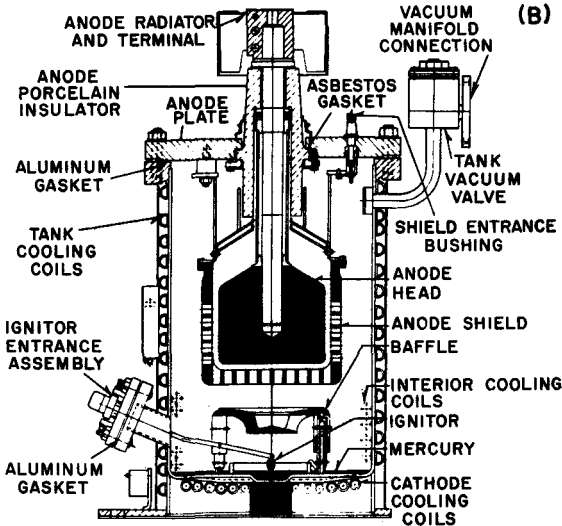 (B)
ANODE RADIATOR
AND TERMINAL
VACUUM
MANIFOLD
CONNECTION
ANODE
PORCELAIN
INSULATOR
ASBESTOS
GASKET
ANODE
PLATE
ALUMINUM
GASKET
TANK
VACUUM
VALVE
TANK
COOLING
COILS
SHIELD ENTRANCE
BUSHING
ANODE
HEAD
IGNITOR
ENTRANCE
ASSEMBLY
ANODE SHIELD
BAFFLE
INTERIOR COOLING
COILS
IGNITOR
MERCURY
ALUMINUM
GASKET
CATHODE
COOLING
COILS